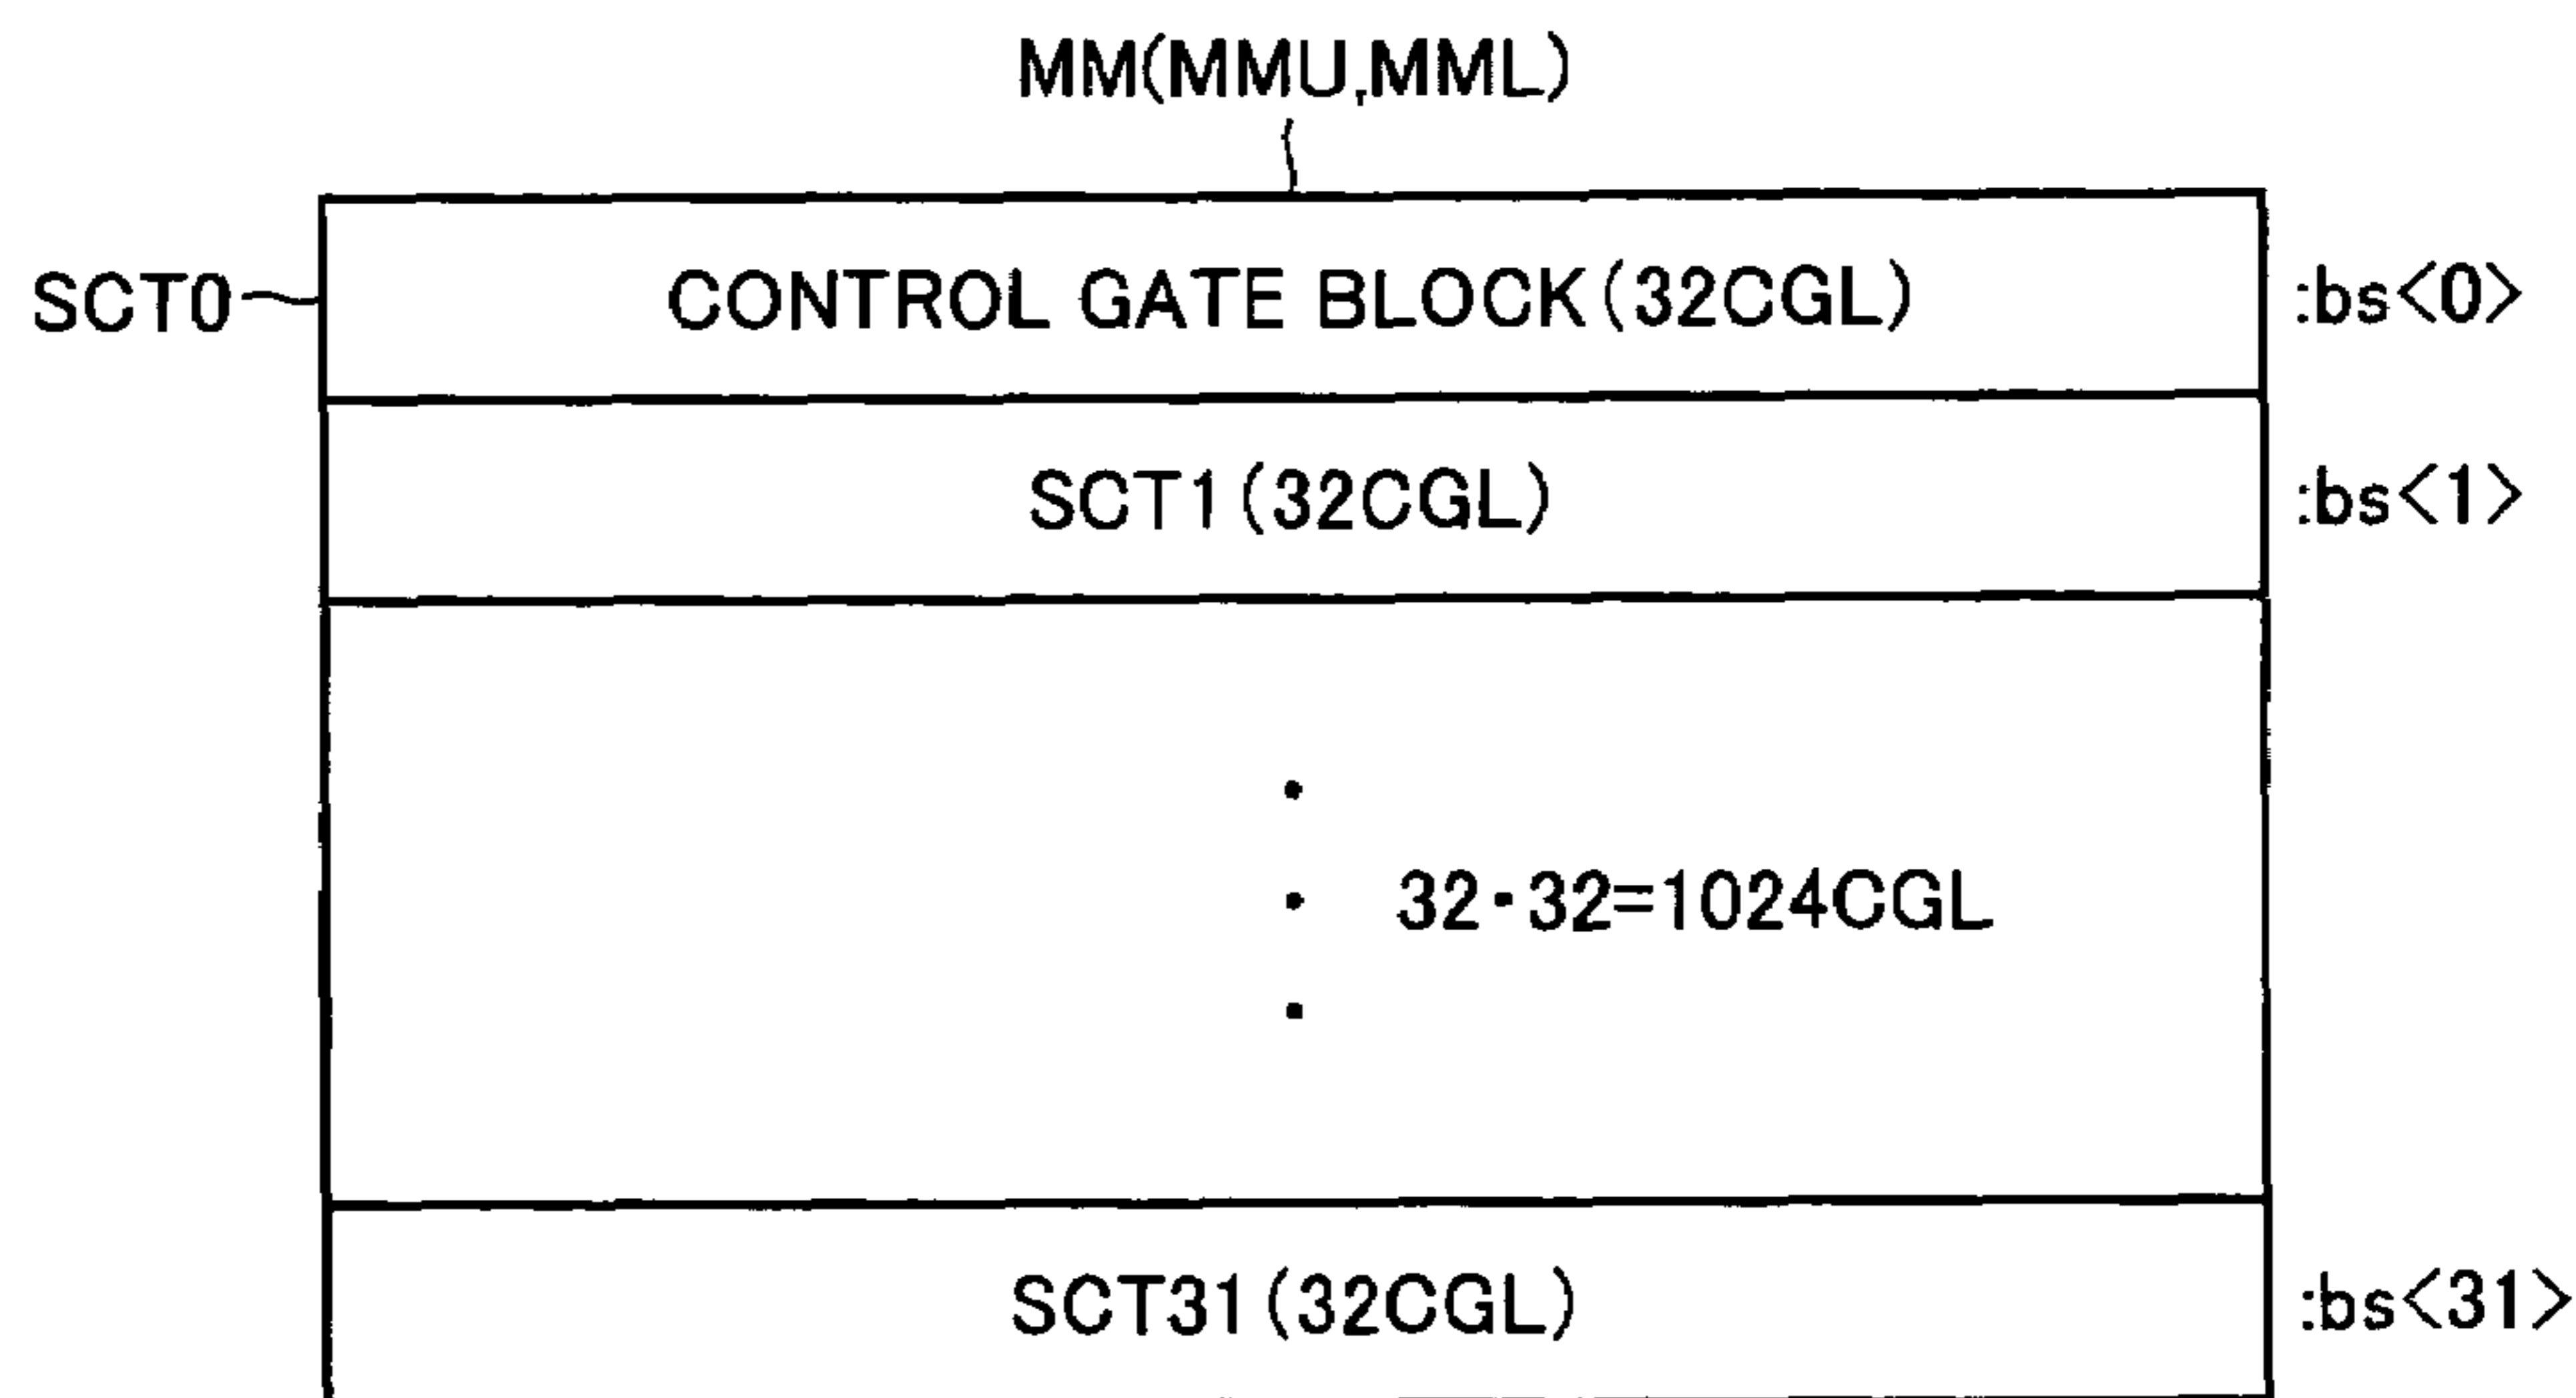 MM(MMU,MML)
SCT0
CONTROL GATE BLOCK(32CGL)
:bs<0>
SCT1(32CGL)
:bs<1>
32·32=1024CGL
SCT31(32CGL)
:bs<31>